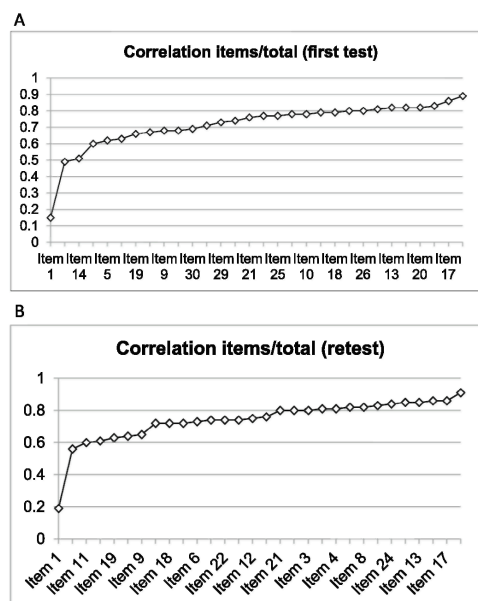 A
Correlation items/total (first test)
1
0.9
0.8
0.7
0.6
0.5
0.4
0.3
0.2
0.1
0
Item Item Item Item Item Item Item Item Item Item Item Item Item Item Item
1 14 5 19 9 30 29 21 25 10 18 26 13 20 17
B
Correlation items/total (retest)
1
0.8
0.6
0.4
0.2
0
Item 1 Item 11 Item 19 Item 9 Item 18 Item 6 Item 22 Item 12 Item 21 Item 3 Item 4 Item 8 Item 24 Item 13 Item 17